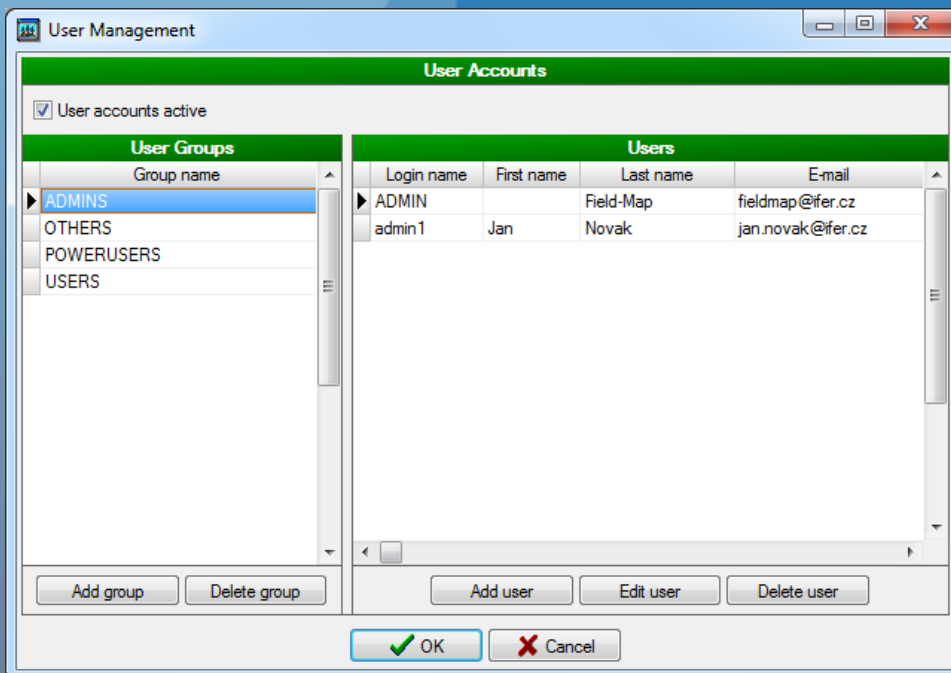 User Management
User Accounts
User accounts active
User Groups
Group name
ADMINS
OTHERS
POWERUSERS
USERS
Add group Delete group
Users
Login name First name Last name E-mail
ADMIN Field-Map fieldmap@ifer.cz
admin1 Jan Novak jan.novak@ifer.cz
Add user Edit user Delete user
OK Cancel